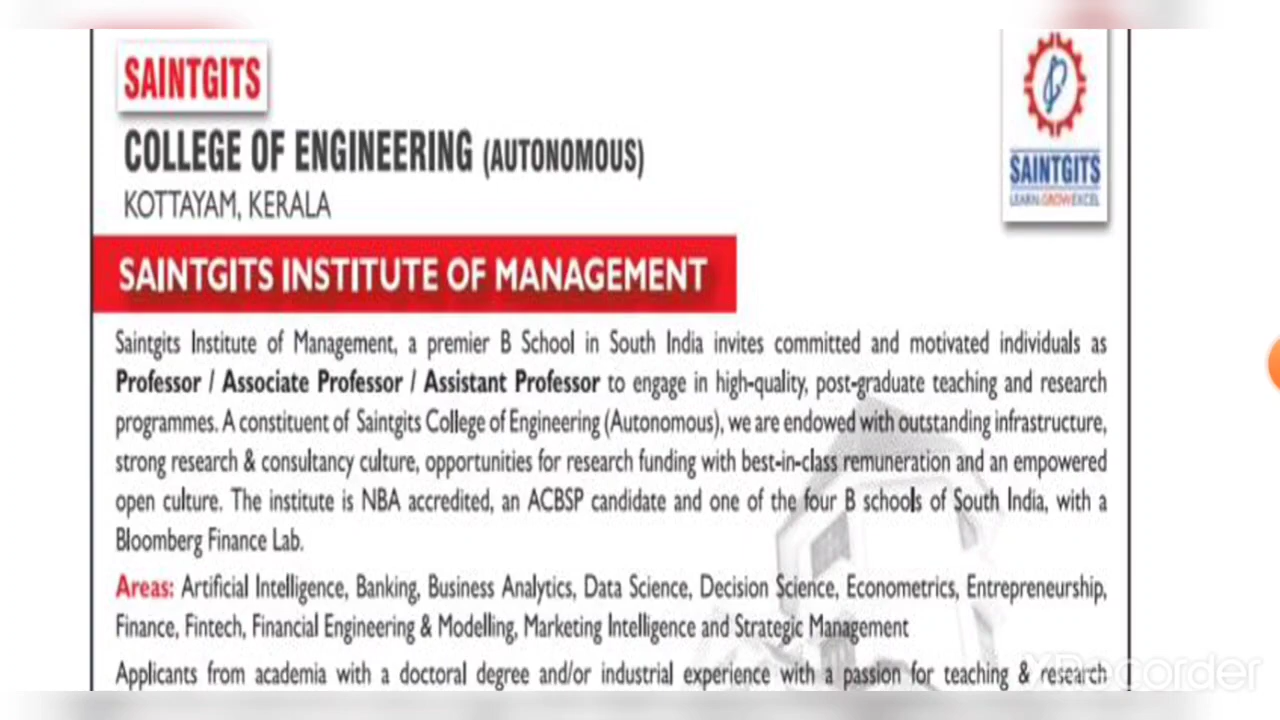 SAINTGITS
COLLEGE OF ENGINEERING (AUTONOMOUS)
KOTTAYAM, KERALA
SAINTGITS
LEARN.GROW.EXCEL
SAINTGITS INSTITUTE OF MANAGEMENT
Saintgits Institute of Management, a premier B School in South India invites committed and motivated individuals as
Professor / Associate Professor / Assistant Professor to engage in high-quality, post-graduate teaching and research
programmes. A constituent of Saintgits College of Engineering (Autonomous), we are endowed with outstanding infrastructure,
strong research & consultancy culture, opportunities for research funding with best-in-class remuneration and an empowered
open culture. The institute is NBA accredited, an ACBSP candidate and one of the four B schools of South India, with a
Bloomberg Finance Lab.
Areas: Artificial Intelligence, Banking, Business Analytics, Data Science, Decision Science, Econometrics, Entrepreneurship,
Finance, Fintech, Financial Engineering & Modelling, Marketing Intelligence and Strategic Management
Applicants from academia with a doctoral degree and/or industrial experience with a passion for teaching & research
XRecorder